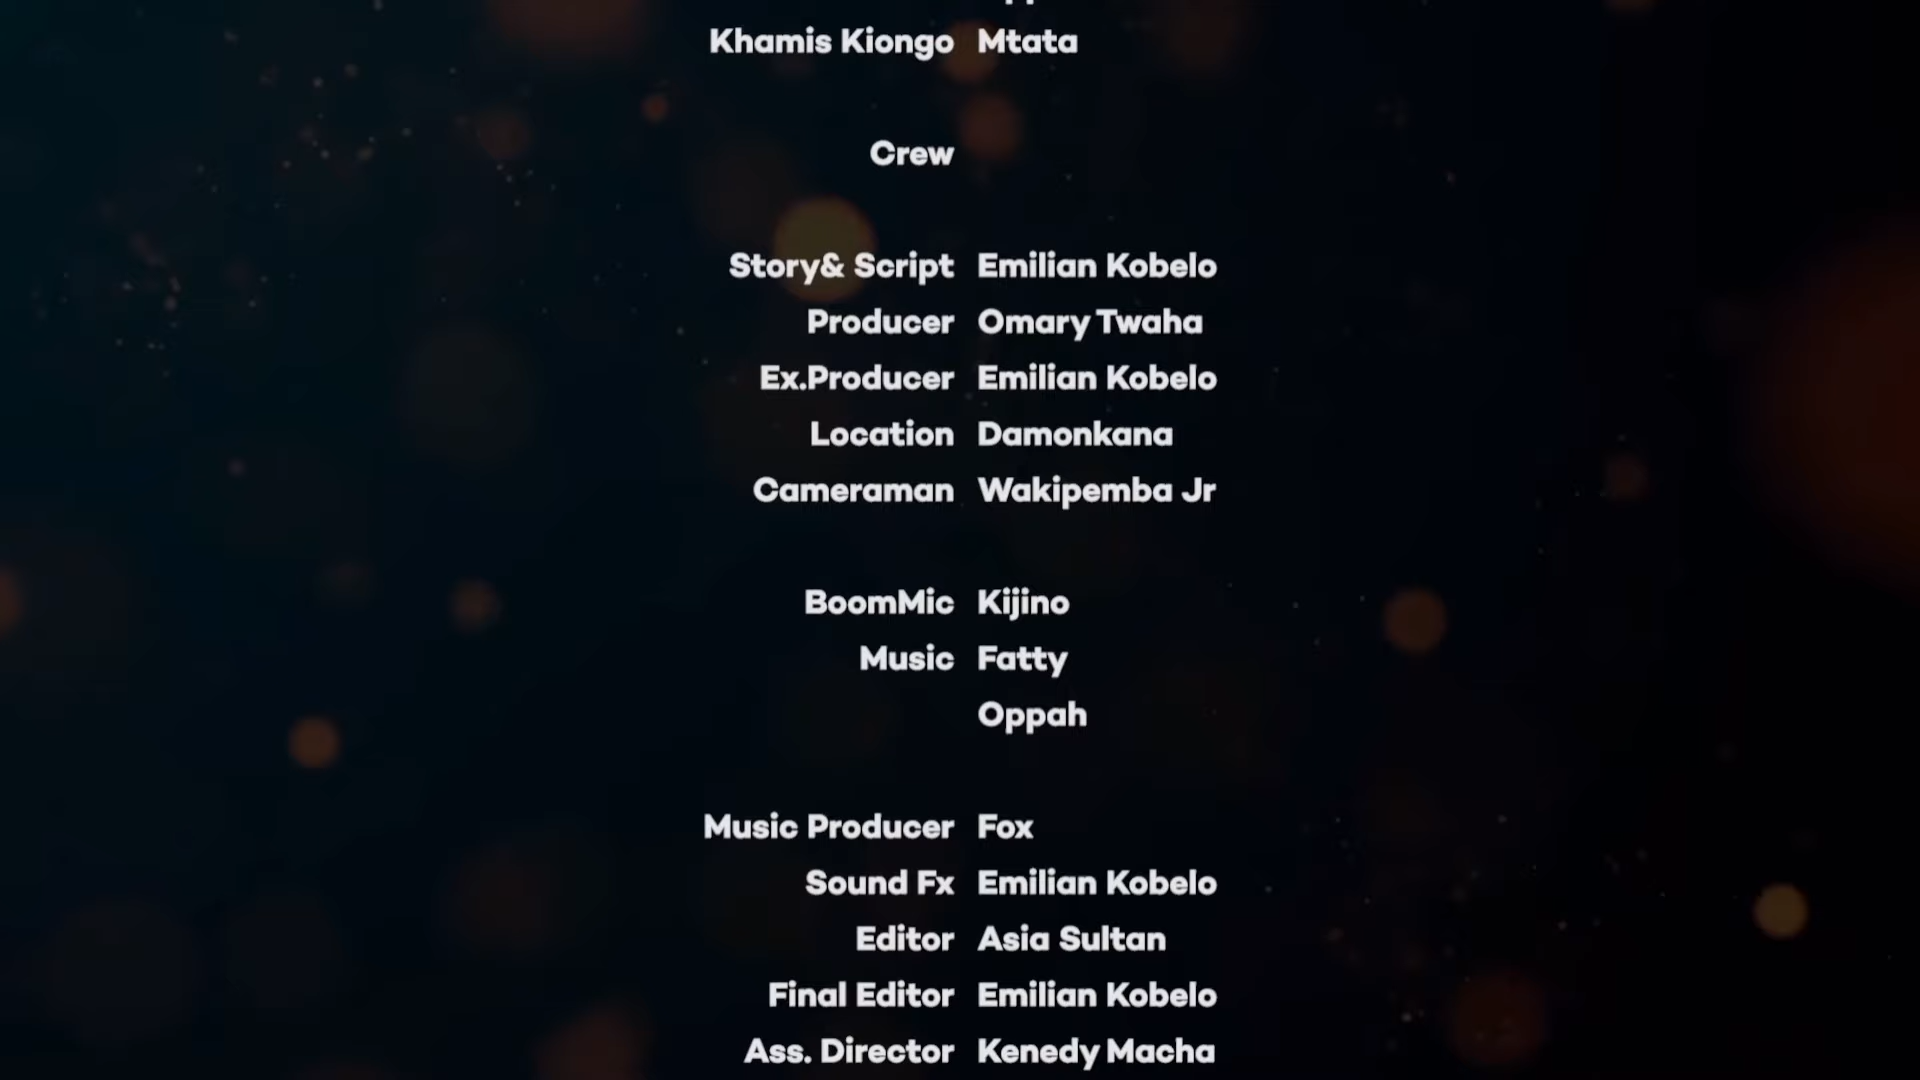 Khamis Kiongo Mtata
Crew
Story& Script Emilian Kobelo
Producer Omary Twaha
Ex.Producer Emilian Kobelo
Location Damonkana
Cameraman Wakipemba Jr
BoomMic Kijino
Music Fatty
Oppah
Music Producer Fox
Sound Fx Emilian Kobelo
Editor Asia Sultan
Final Editor Emilian Kobelo
Ass. Director Kenedy Macha